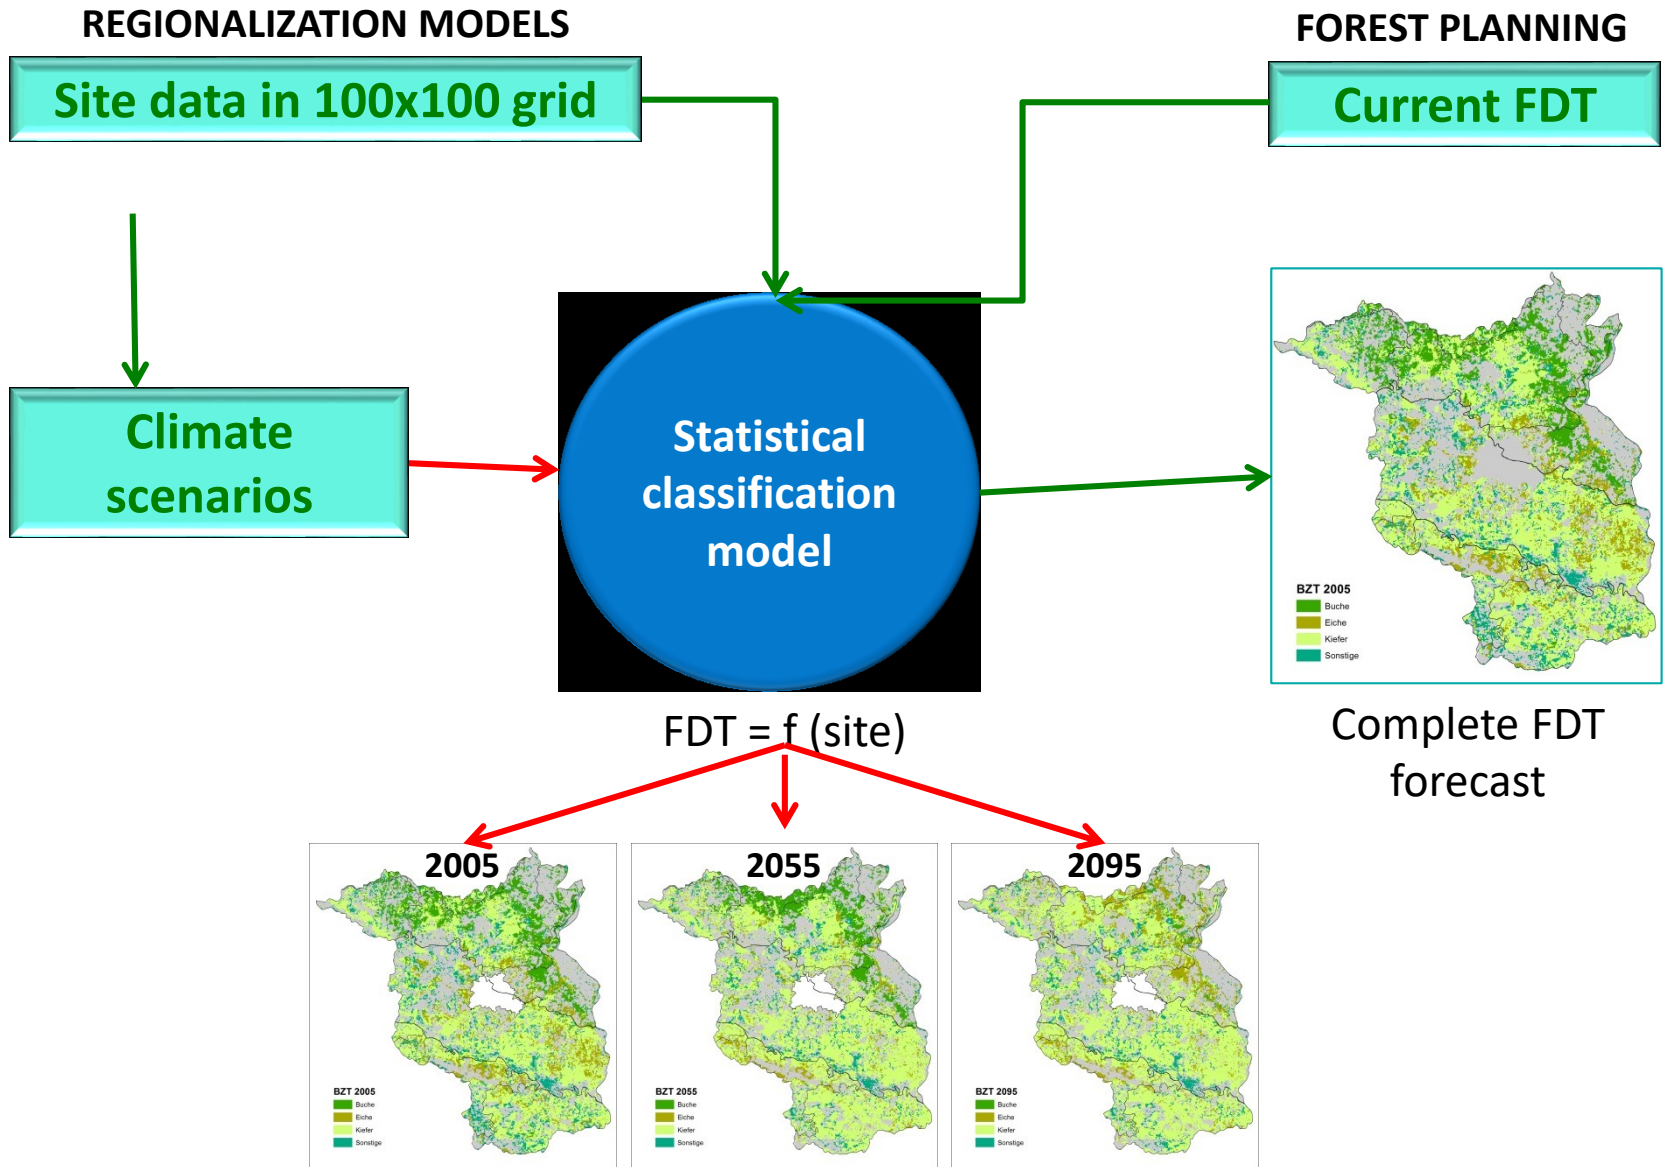 REGIONALIZATION MODELS
FOREST PLANNING
Site data in 100x100 grid
Current FDT
Climate
scenarios
Statistical
classification
model
BZT 2005
Buche
Eiche
Kiefer
Sonstige
FDT = f (site)
Complete FDT
forecast
2005
BZT 2005
Buche
Eiche
Kiefer
Sonstige
2055
BZT 2055
Buche
Eiche
Kiefer
Sonstige
2095
BZT 2095
Buche
Eiche
Kiefer
Sonstige